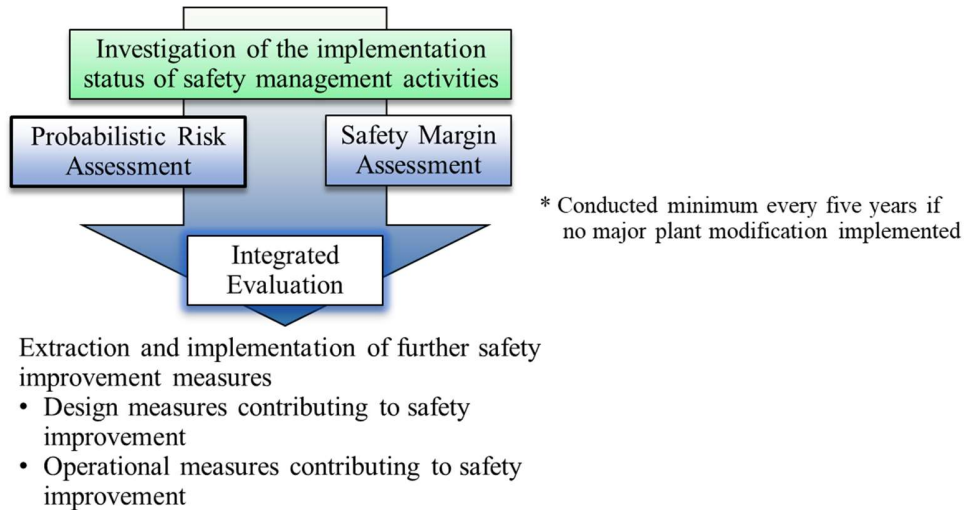 Investigation of the implementation
status of safety management activities
Probabilistic Risk
Assessment
Safety Margin
Assessment
* Conducted minimum every five years if
no major plant modification implemented
Integrated
Evaluation
Extraction and implementation of further safety
improvement measures
• Design measures contributing to safety
improvement
• Operational measures contributing to safety
improvement